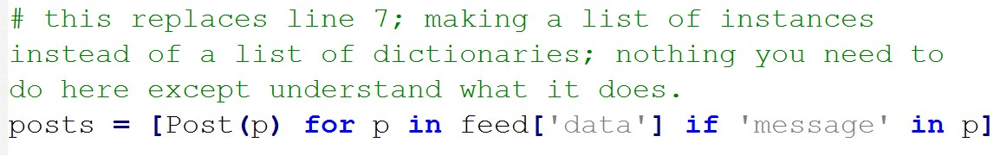 # this replaces line 7; making a list of instances
instead of a list of dictionaries; nothing you need to
do here except understand what it does.
posts = [Post(p) for p in feed['data'] if 'message' in p]